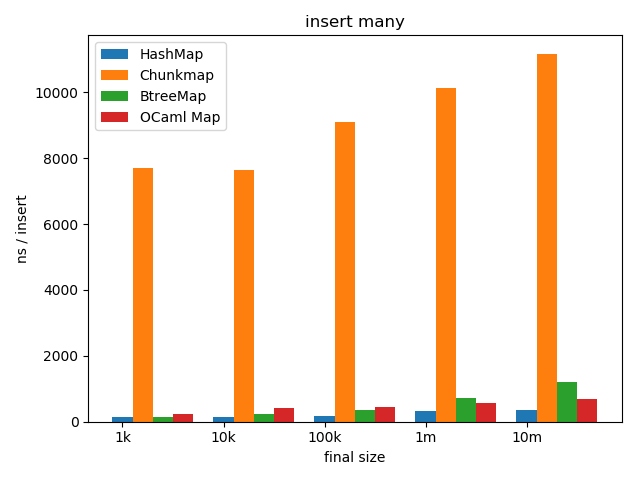 insert many
HashMap
Chunkmap
BtreeMap
OCaml Map
10000
8000
6000
4000
2000
0
ns / insert
1k 10k 100k 1m 10m
final size